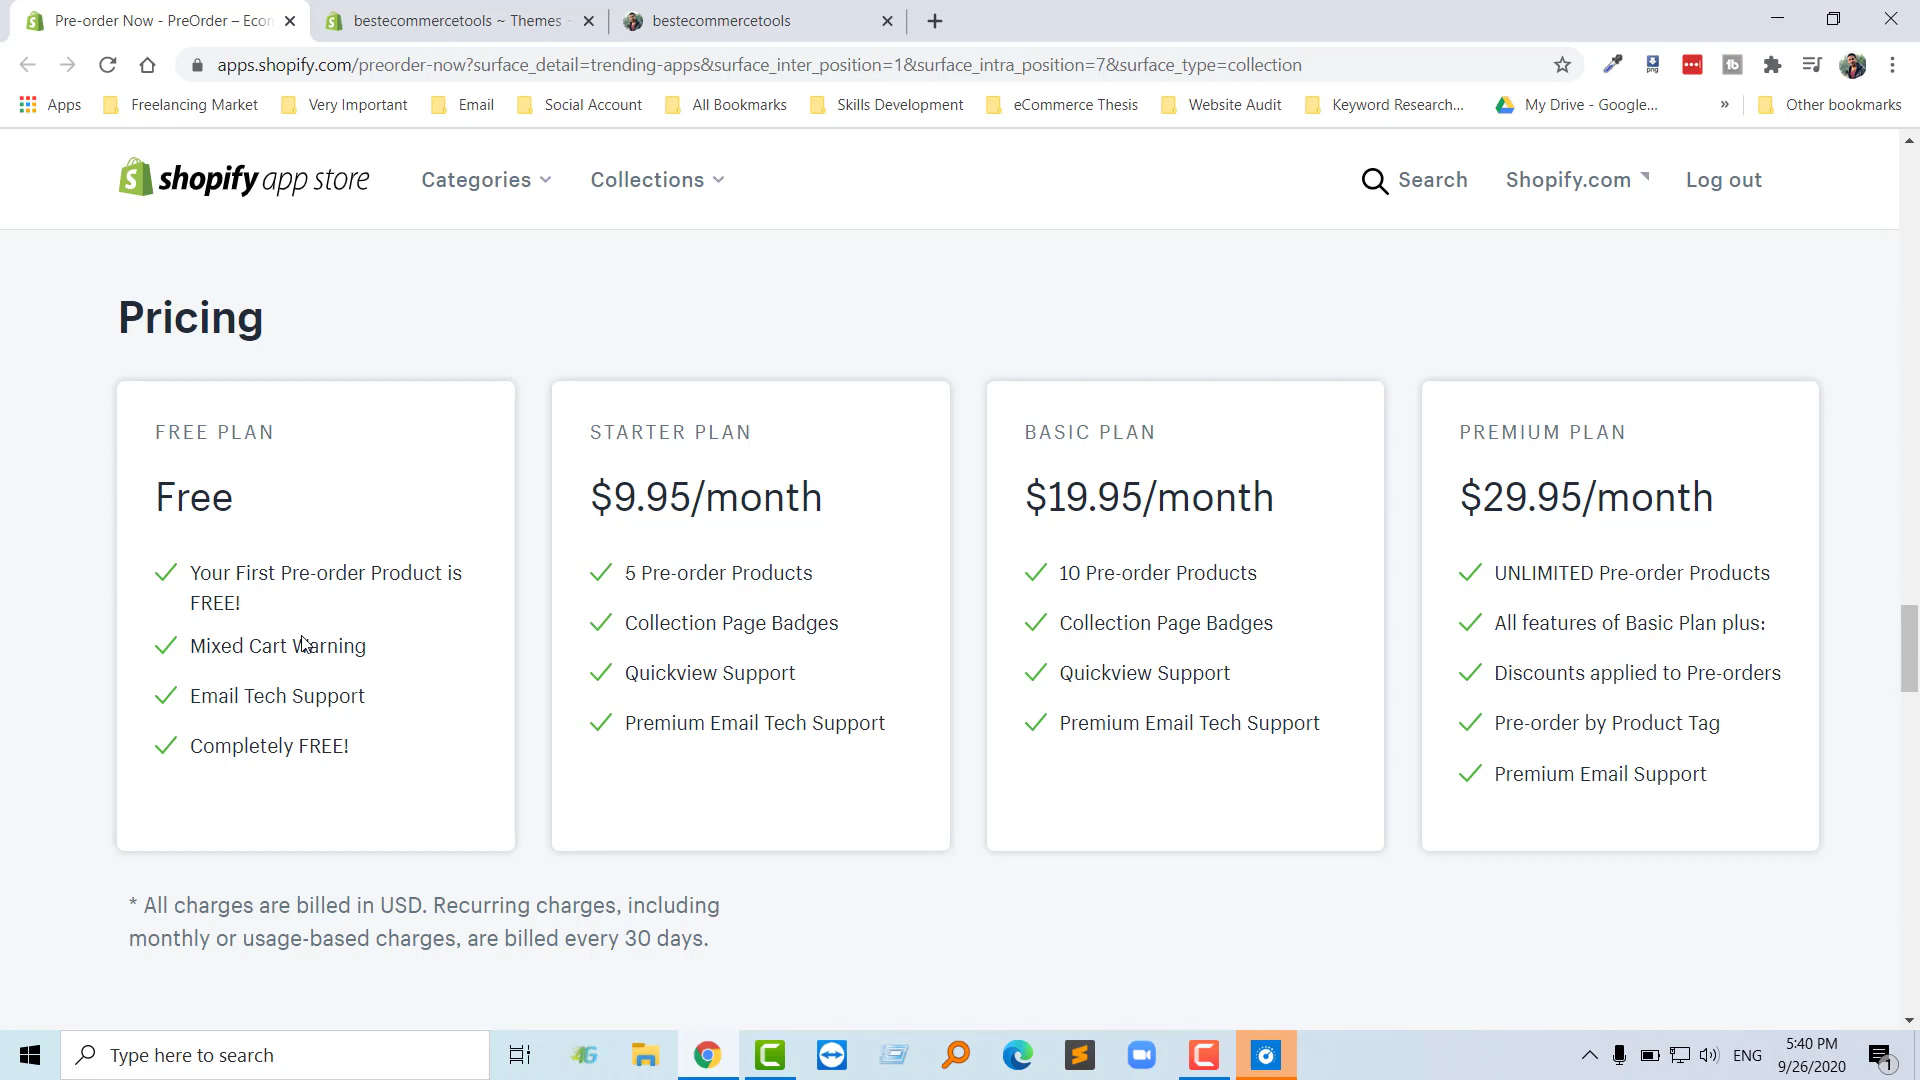 Pre-order Now - PreOrder – Econ
bestecommercetools ~ Themes
bestecommercetools
apps.shopify.com/preorder-now?surface_detail=trending-apps&surface_inter_position=1&surface_intra_position=7&surface_type=collection
Apps
Freelancing Market
Very Important
Email
Social Account
All Bookmarks
Skills Development
eCommerce Thesis
Website Audit
Keyword Research...
My Drive - Google...
»
Other bookmarks
shopify app store
Categories
Collections
Search
Shopify.com
Log out
Pricing
FREE PLAN
Free
Your First Pre-order Product is
FREE!
Mixed Cart Warning
Email Tech Support
Completely FREE!
STARTER PLAN
$9.95/month
5 Pre-order Products
Collection Page Badges
Quickview Support
Premium Email Tech Support
BASIC PLAN
$19.95/month
10 Pre-order Products
Collection Page Badges
Quickview Support
Premium Email Tech Support
PREMIUM PLAN
$29.95/month
UNLIMITED Pre-order Products
All features of Basic Plan plus:
Discounts applied to Pre-orders
Pre-order by Product Tag
Premium Email Support
* All charges are billed in USD. Recurring charges, including
monthly or usage-based charges, are billed every 30 days.
Type here to search
ENG
5:40 PM
9/26/2020
1